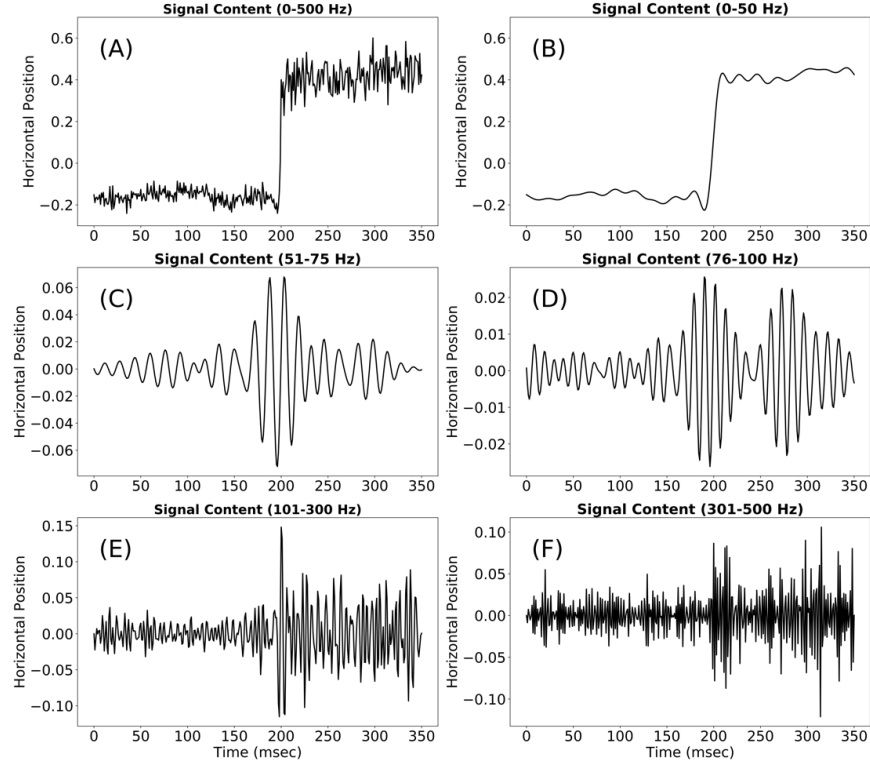 Signal Content (0-500 Hz)
(A)
Horizontal Position
0.6
0.4
0.2
0.0
−0.2
0 50 100 150 200 250 300 350
Signal Content (0-50 Hz)
(B)
Horizontal Position
0.6
0.4
0.2
0.0
−0.2
0 50 100 150 200 250 300 350
Signal Content (51-75 Hz)
(C)
Horizontal Position
0.06
0.04
0.02
0.00
−0.02
−0.04
−0.06
0 50 100 150 200 250 300 350
Signal Content (76-100 Hz)
(D)
Horizontal Position
0.02
0.01
0.00
−0.01
−0.02
0 50 100 150 200 250 300 350
Signal Content (101-300 Hz)
(E)
Horizontal Position
0.15
0.10
0.05
0.00
−0.05
−0.10
0 50 100 150 200 250 300 350
Time (msec)
Signal Content (301-500 Hz)
(F)
Horizontal Position
0.10
0.05
0.00
−0.05
−0.10
0 50 100 150 200 250 300 350
Time (msec)